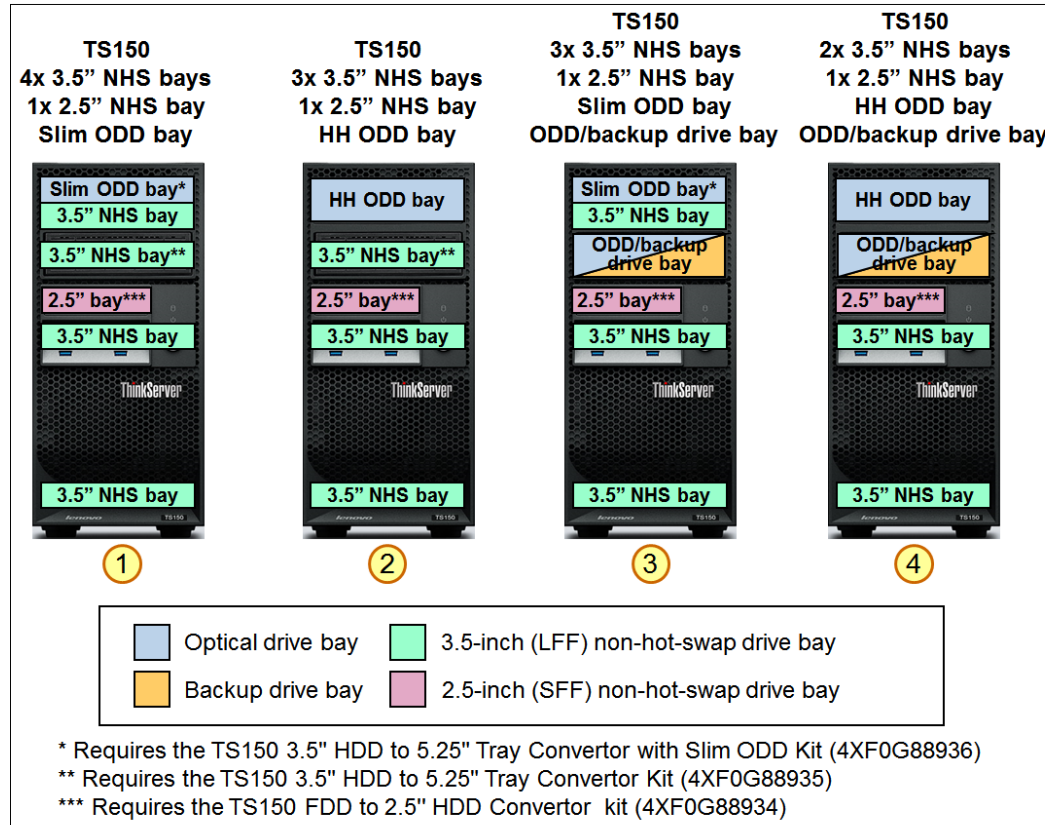 TS150
4x 3.5” NHS bays
1x 2.5” NHS bay
Slim ODD bay
TS150
3x 3.5” NHS bays
1x 2.5” NHS bay
HH ODD bay
TS150
3x 3.5” NHS bays
1x 2.5” NHS bay
Slim ODD bay
ODD/backup drive bay
TS150
2x 3.5” NHS bays
1x 2.5” NHS bay
HH ODD bay
ODD/backup drive bay
Slim ODD bay*
3.5” NHS bay
3.5” NHS bay**
2.5” bay***
3.5” NHS bay
ThinkServer
3.5” NHS bay
lenovo
TS150
1
HH ODD bay
3.5” NHS bay**
2.5” bay***
3.5” NHS bay
ThinkServer
3.5” NHS bay
lenovo
TS150
2
Slim ODD bay*
3.5” NHS bay
ODD/backup
drive bay
2.5” bay***
3.5” NHS bay
ThinkServer
3.5” NHS bay
lenovo
TS150
3
HH ODD bay
ODD/backup
drive bay
2.5” bay***
3.5” NHS bay
ThinkServer
3.5” NHS bay
lenovo
TS150
4
Optical drive bay
3.5-inch (LFF) non-hot-swap drive bay
Backup drive bay
2.5-inch (SFF) non-hot-swap drive bay
* Requires the TS150 3.5" HDD to 5.25" Tray Convertor with Slim ODD Kit (4XF0G88936)
** Requires the TS150 3.5" HDD to 5.25" Tray Convertor Kit (4XF0G88935)
*** Requires the TS150 FDD to 2.5" HDD Convertor kit (4XF0G88934)